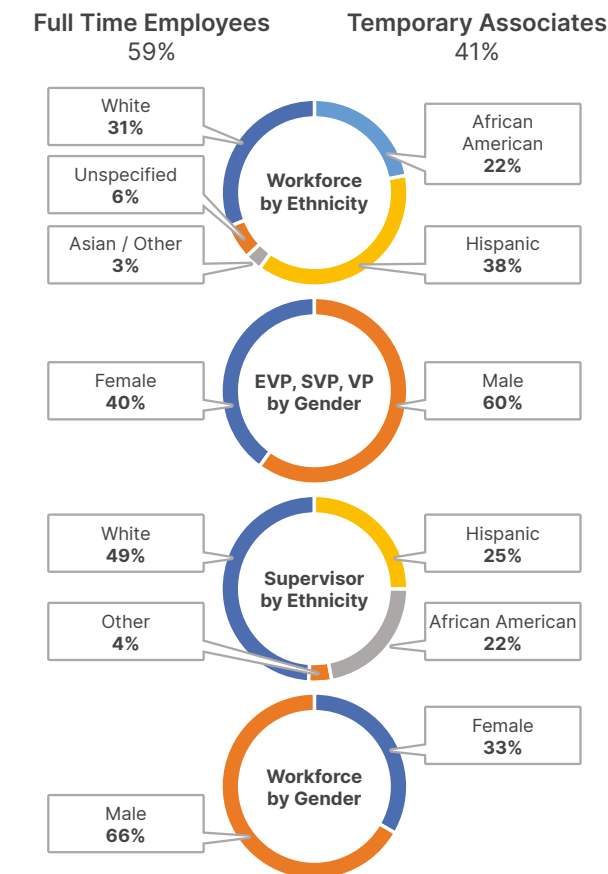 Full Time Employees
59%
Temporary Associates
41%
White
31%
Unspecified
6%
Asian / Other
3%
Workforce
by Ethnicity
African
American
22%
Hispanic
38%
Female
40%
EVP, SVP, VP
by Gender
Male
60%
White
49%
Other
4%
Supervisor
by Ethnicity
Hispanic
25%
African American
22%
Male
66%
Workforce
by Gender
Female
33%